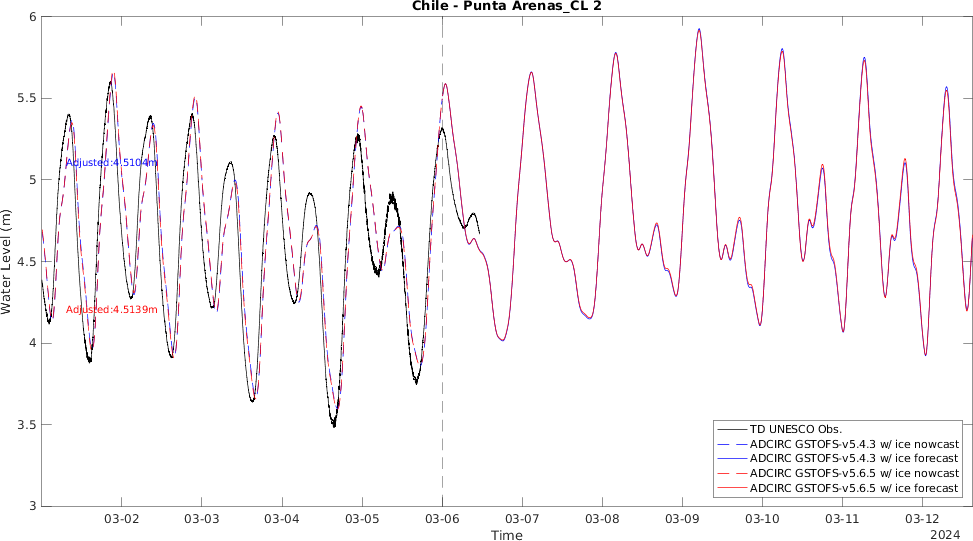 Chile - Punta Arenas_CL 2
6
5.5
5
4.5
4
3.5
3
Water Level (m)
Adjusted:4.5104m
Adjusted:4.5139m
TD UNESCO Obs.
ADCIRC GSTOFS-v5.4.3 w/ ice nowcast
ADCIRC GSTOFS-v5.4.3 w/ ice forecast
ADCIRC GSTOFS-v5.6.5 w/ ice nowcast
ADCIRC GSTOFS-v5.6.5 w/ ice forecast
03-02 03-03 03-04 03-05 03-06 03-07 03-08 03-09 03-10 03-11 03-12
Time
2024